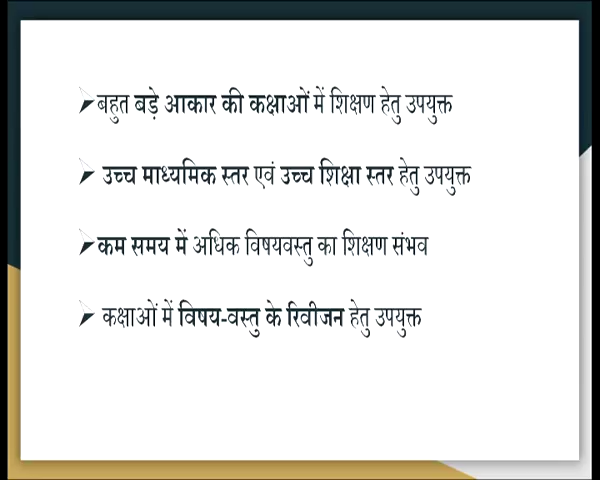 ➢बहुत बड़े आकार की कक्षाओं में शिक्षण हेतु उपयुक्त
➢ उच्च माध्यमिक स्तर एवं उच्च शिक्षा स्तर हेतु उपयुक्त
➢कम समय में अधिक विषयवस्तु का शिक्षण संभव
➢ कक्षाओं में विषय-वस्तु के रिवीजन हेतु उपयुक्त